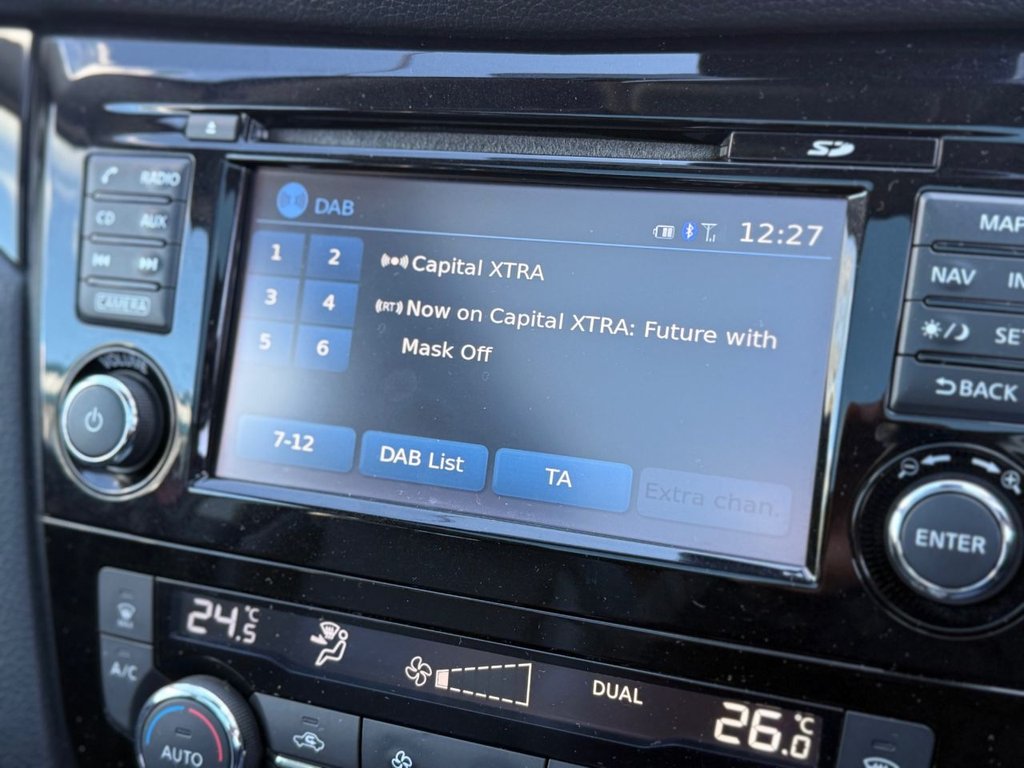 SD
RADIO
CD AUX
CAMERA
VOLUME
DAB
12:27
1 2
3 4
5 6
Capital XTRA
(RT) Now on Capital XTRA: Future with
Mask Off
7-12 DAB List TA Extra chan.
MAP
NAV
BACK
ENTER
24.5°C
DUAL
26.0°C
A/C
AUTO